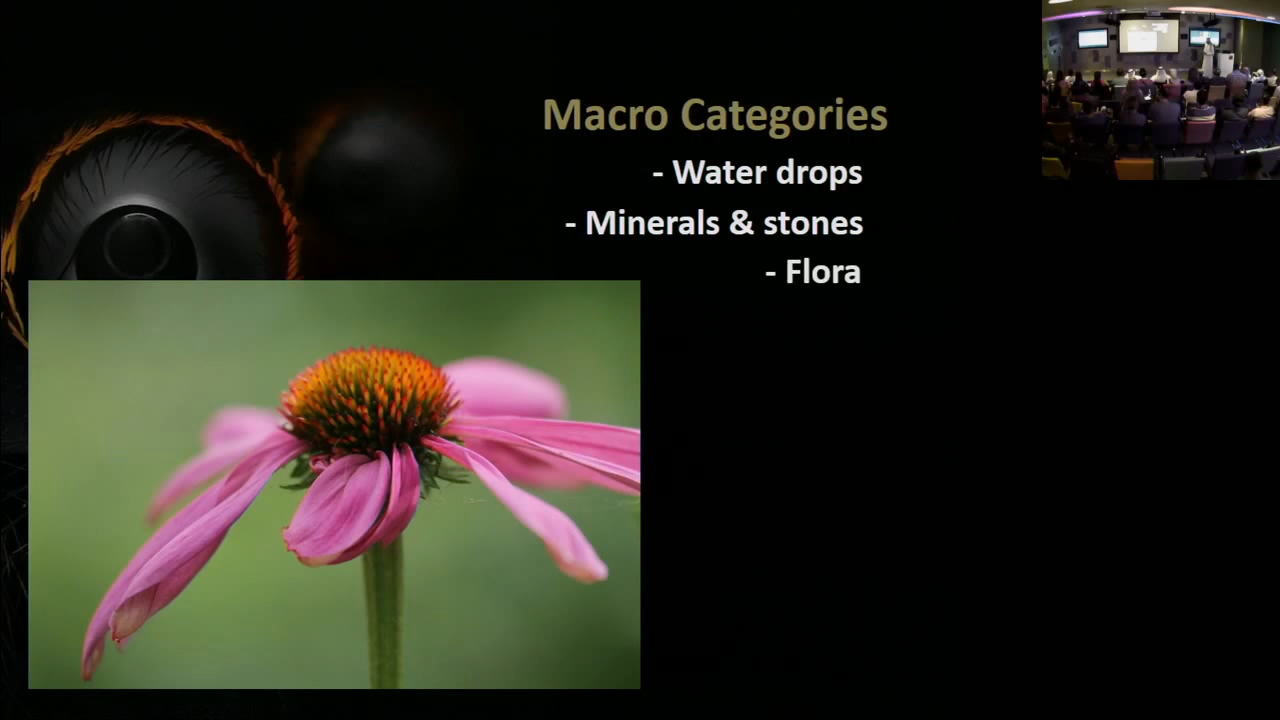 Macro Categories
- Water drops
- Minerals & stones
- Flora